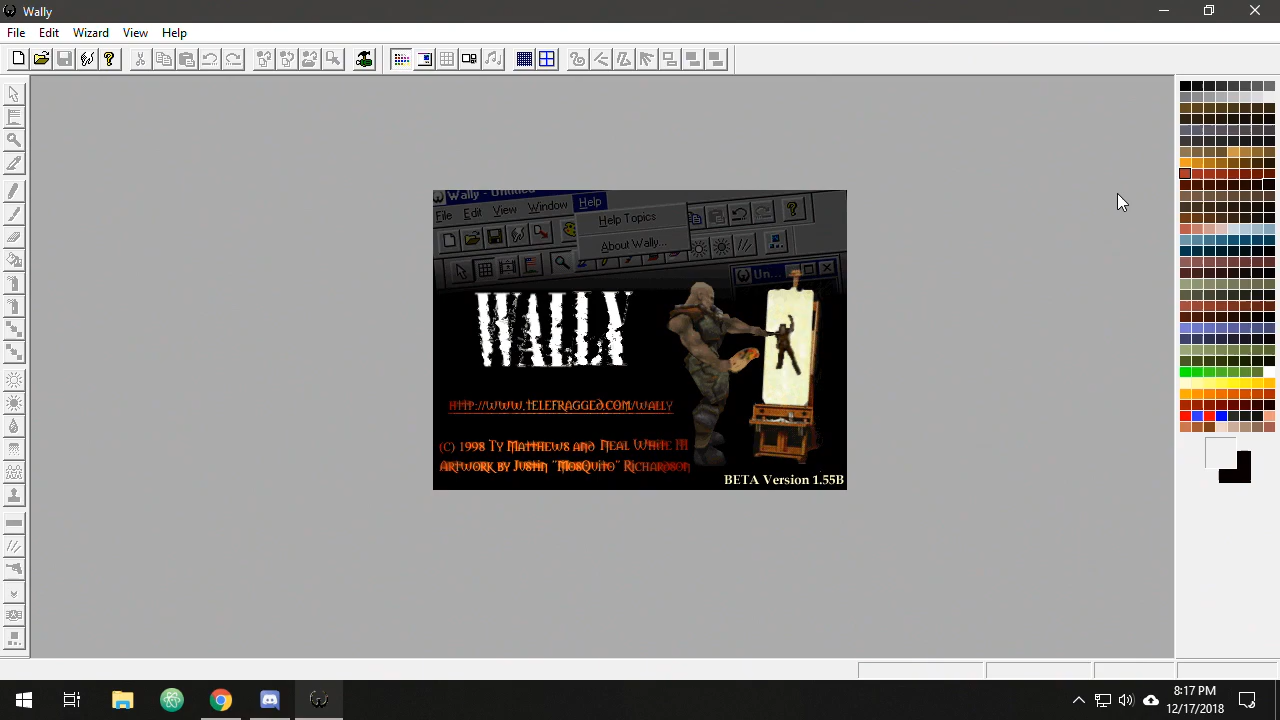 Wally
File Edit Wizard View Help
Wally - Untitled
File Edit View Window Help
Help Topics
About Wally...
Un...
WALLY
HTTP://WWW.TELEFRAGGED.COM/WALLY
(C) 1998 Ty Matthews and Neal White III
Artwork by Justin "MosQuito" Richardson
BETA Version 1.55B
8:17 PM
12/17/2018